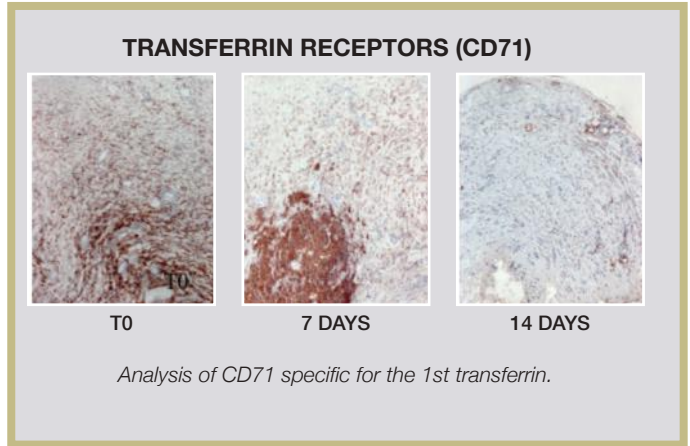 TRANSFERRIN RECEPTORS (CD71)
T0
T0 7 DAYS 14 DAYS
Analysis of CD71 specific for the 1st transferrin.